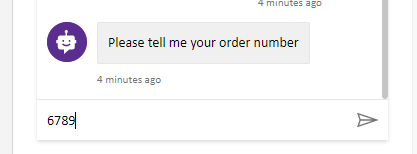 4 minutes ago
Please tell me your order number
4 minutes ago
6789